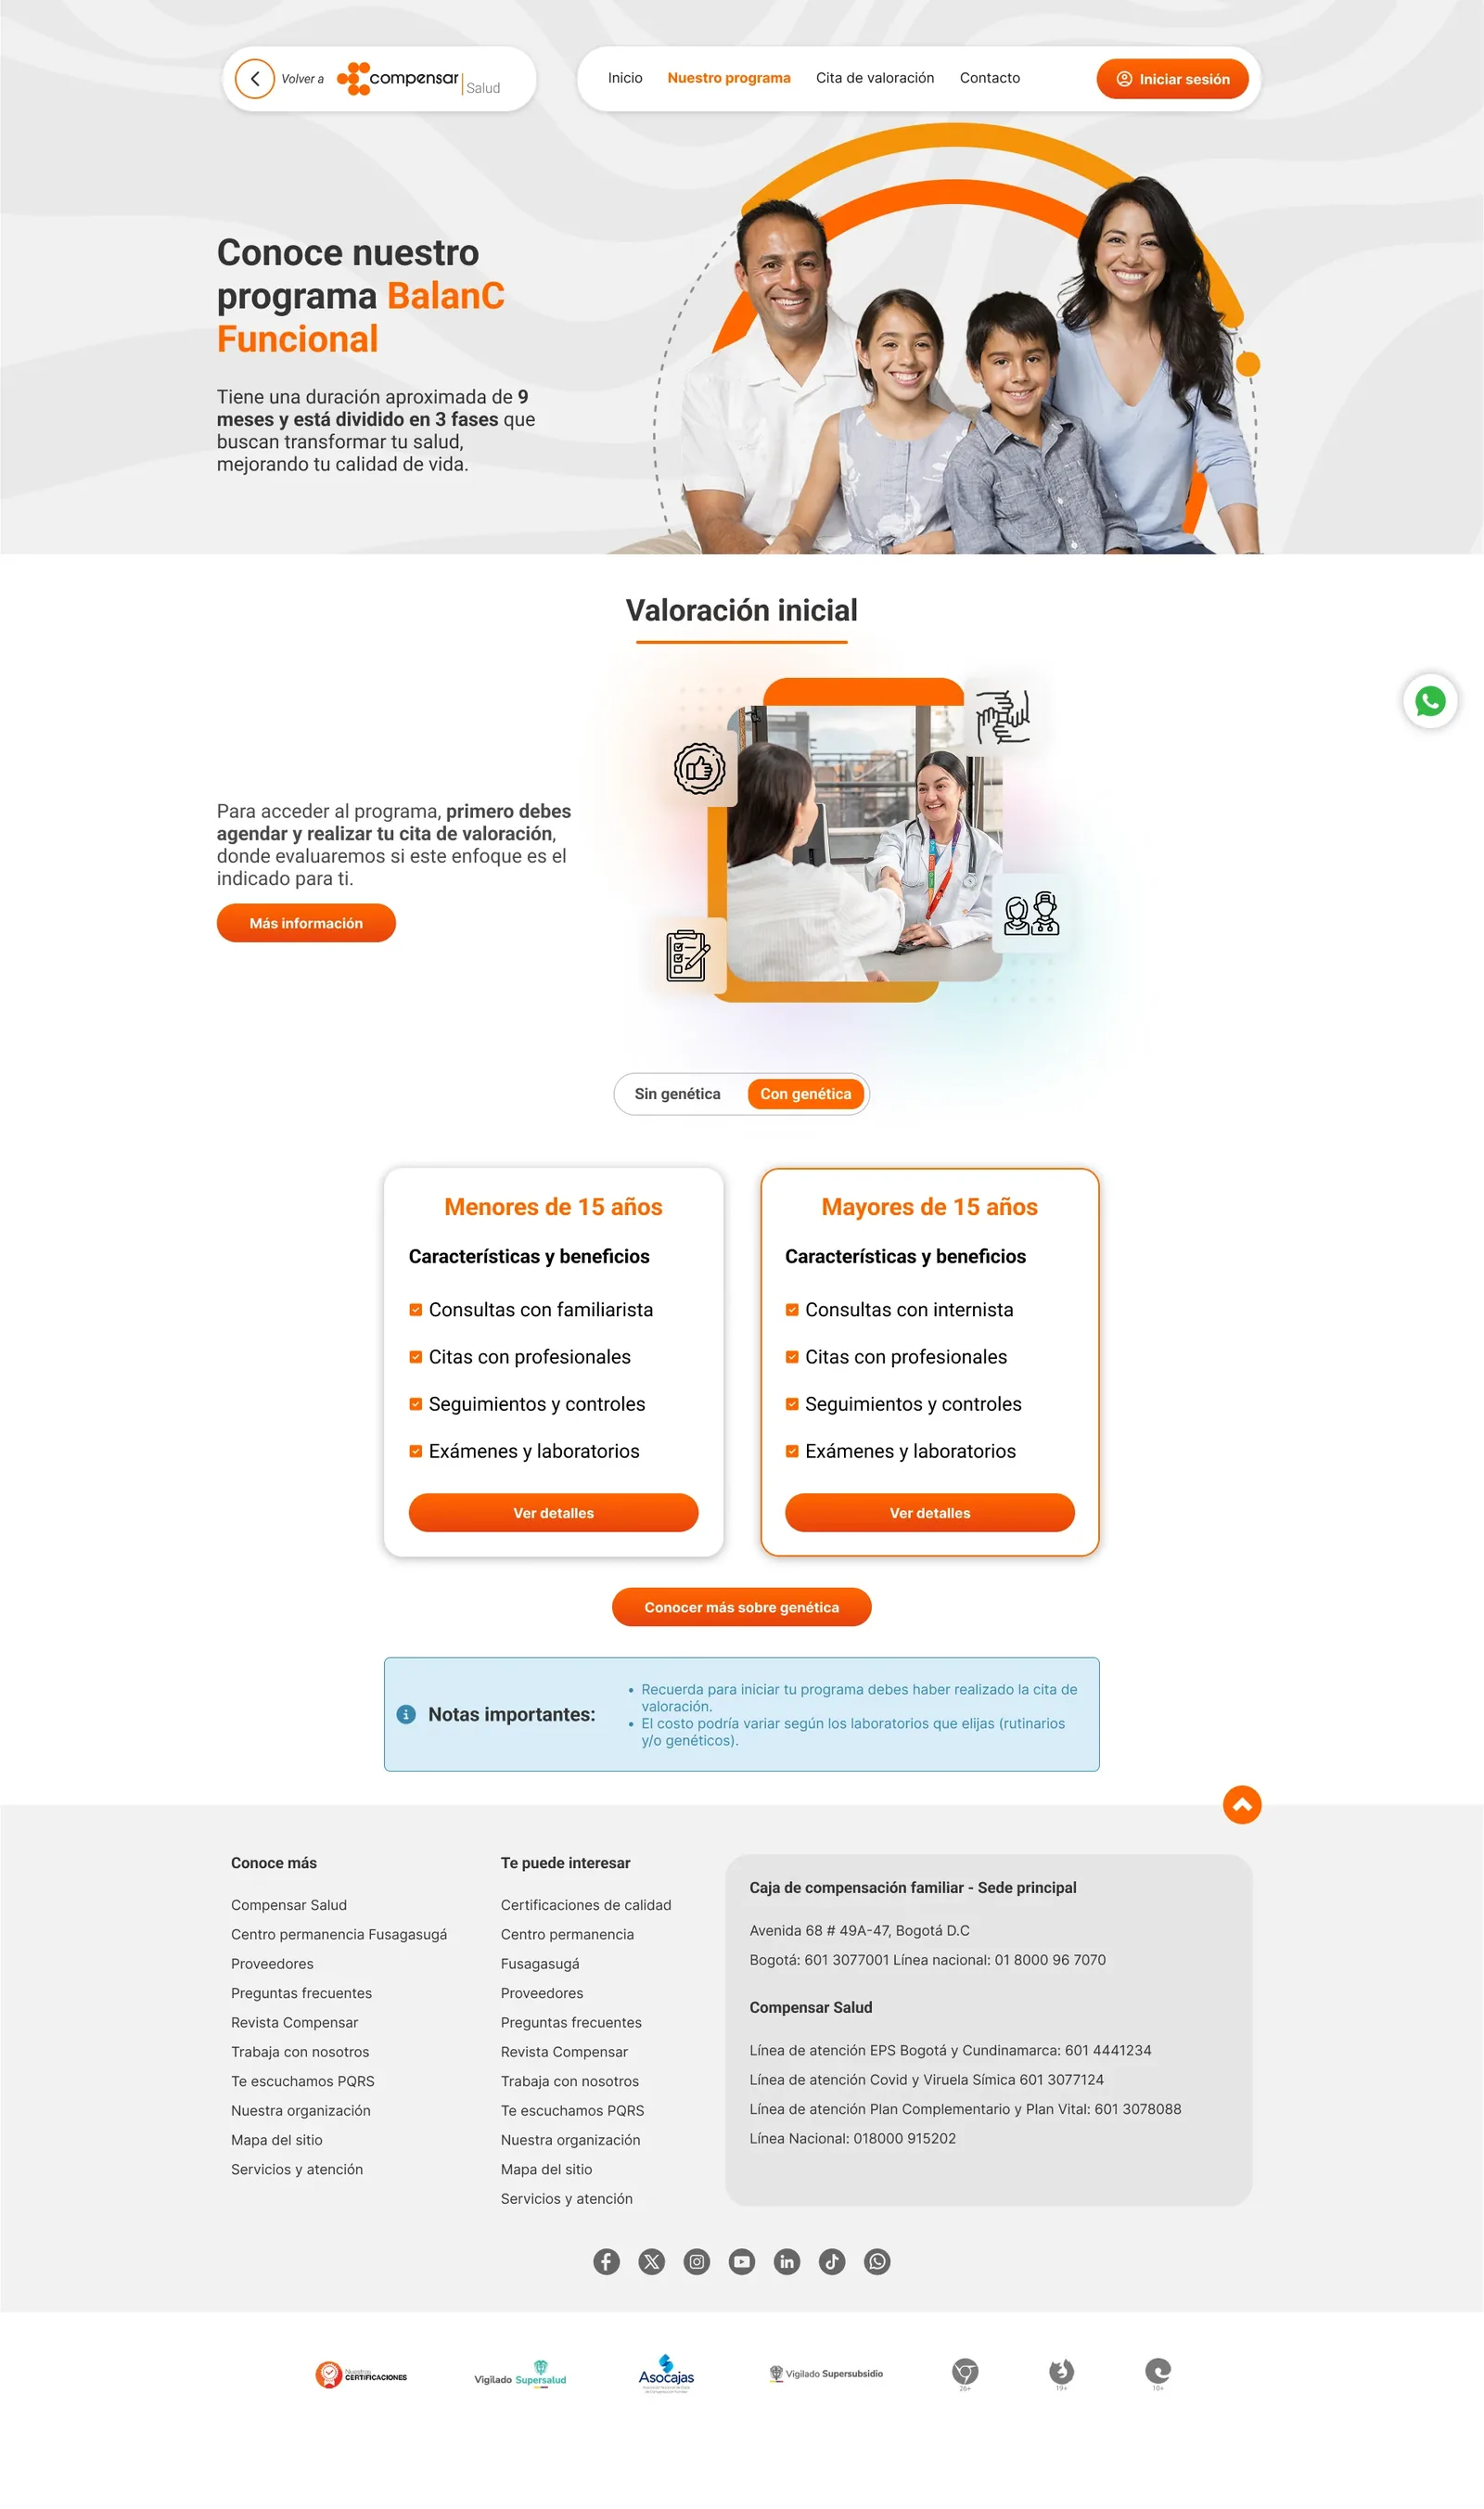 Volver a
compensar
Salud
Inicio
Nuestro programa
Cita de valoración
Contacto
Iniciar sesión
Conoce nuestro
programa BalanC
Funcional
Tiene una duración aproximada de 9
meses y está dividido en 3 fases que
buscan transformar tu salud,
mejorando tu calidad de vida.
Valoración inicial
Para acceder al programa, primero debes
agendar y realizar tu cita de valoración,
donde evaluaremos si este enfoque es el
indicado para ti.
Más información
Sin genética
Con genética
Menores de 15 años
Características y beneficios
Consultas con familiarista
Citas con profesionales
Seguimientos y controles
Exámenes y laboratorios
Ver detalles
Mayores de 15 años
Características y beneficios
Consultas con internista
Citas con profesionales
Seguimientos y controles
Exámenes y laboratorios
Ver detalles
Conocer más sobre genética
Notas importantes:
• Recuerda para iniciar tu programa debes haber realizado la cita de
valoración.
• El costo podría variar según los laboratorios que elijas (rutinarios
y/o genéticos).
Conoce más
Compensar Salud
Centro permanencia Fusagasugá
Proveedores
Preguntas frecuentes
Revista Compensar
Trabaja con nosotros
Te escuchamos PQRS
Nuestra organización
Mapa del sitio
Servicios y atención
Te puede interesar
Certificaciones de calidad
Centro permanencia
Fusagasugá
Proveedores
Preguntas frecuentes
Revista Compensar
Trabaja con nosotros
Te escuchamos PQRS
Nuestra organización
Mapa del sitio
Servicios y atención
Caja de compensación familiar - Sede principal
Avenida 68 # 49A-47, Bogotá D.C
Bogotá: 601 3077001 Línea nacional: 01 8000 96 7070
Compensar Salud
Línea de atención EPS Bogotá y Cundinamarca: 601 4441234
Línea de atención Covid y Viruela Símica 601 3077124
Línea de atención Plan Complementario y Plan Vital: 601 3078088
Línea Nacional: 018000 915202
Nuestras
CERTIFICACIONES
Vigilado Supersalud
Asocajas
Vigilado Supersubsidio
26+
19+
10+